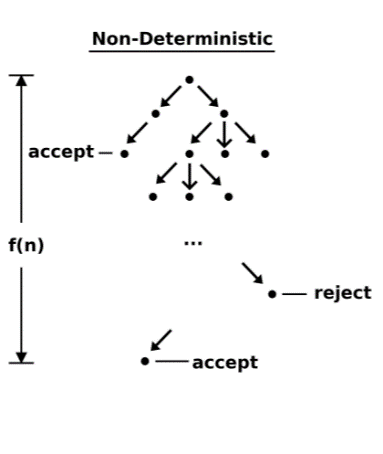 Non-Deterministic
accept
f(n)
...
reject
accept